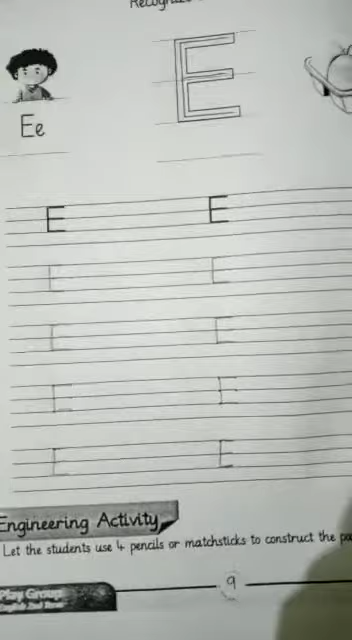 E
Ee
E E
E E
E E
E E
E E
Engineering Activity
Let the students use 4 pencils or matchsticks to construct the
9
Play Group